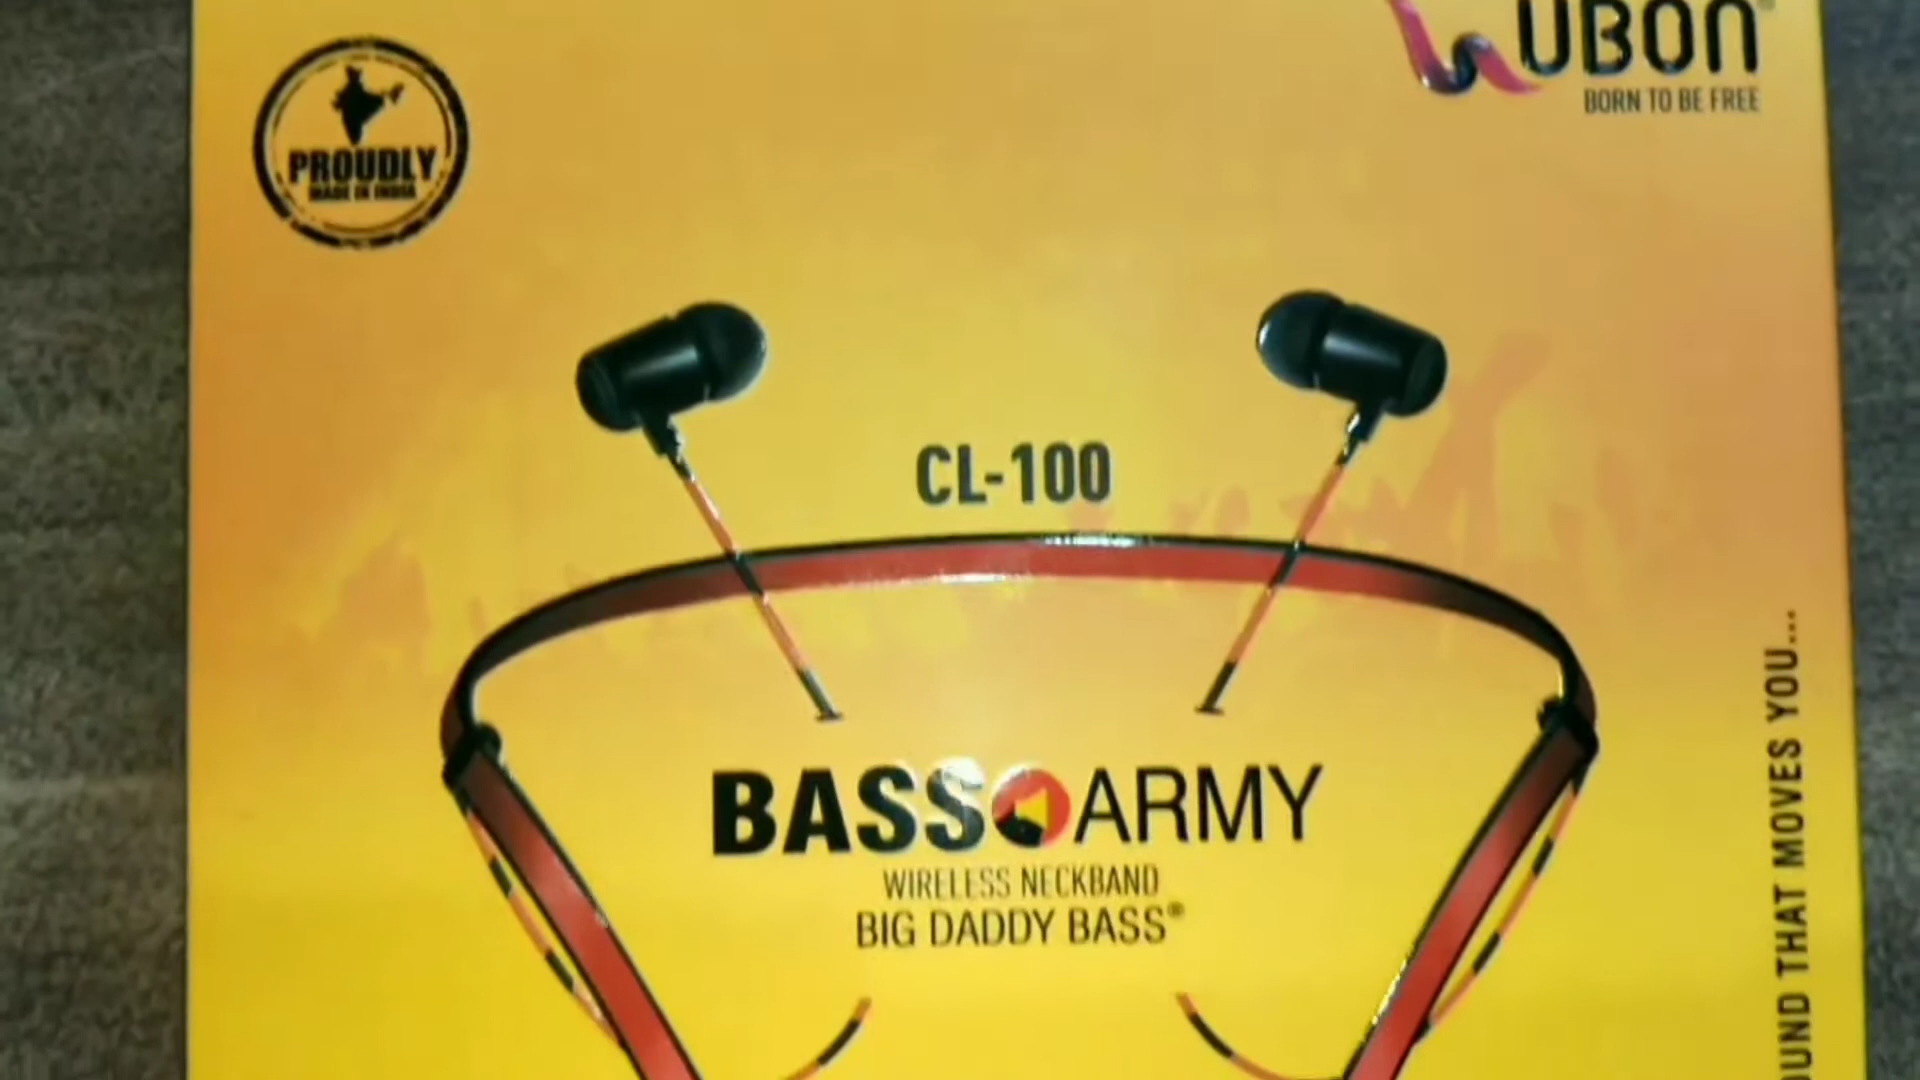 UBON®
BORN TO BE FREE
PROUDLY
MADE IN INDIA
CL-100
BASS ARMY
WIRELESS NECKBAND
BIG DADDY BASS®
THAT MOVES YOU...